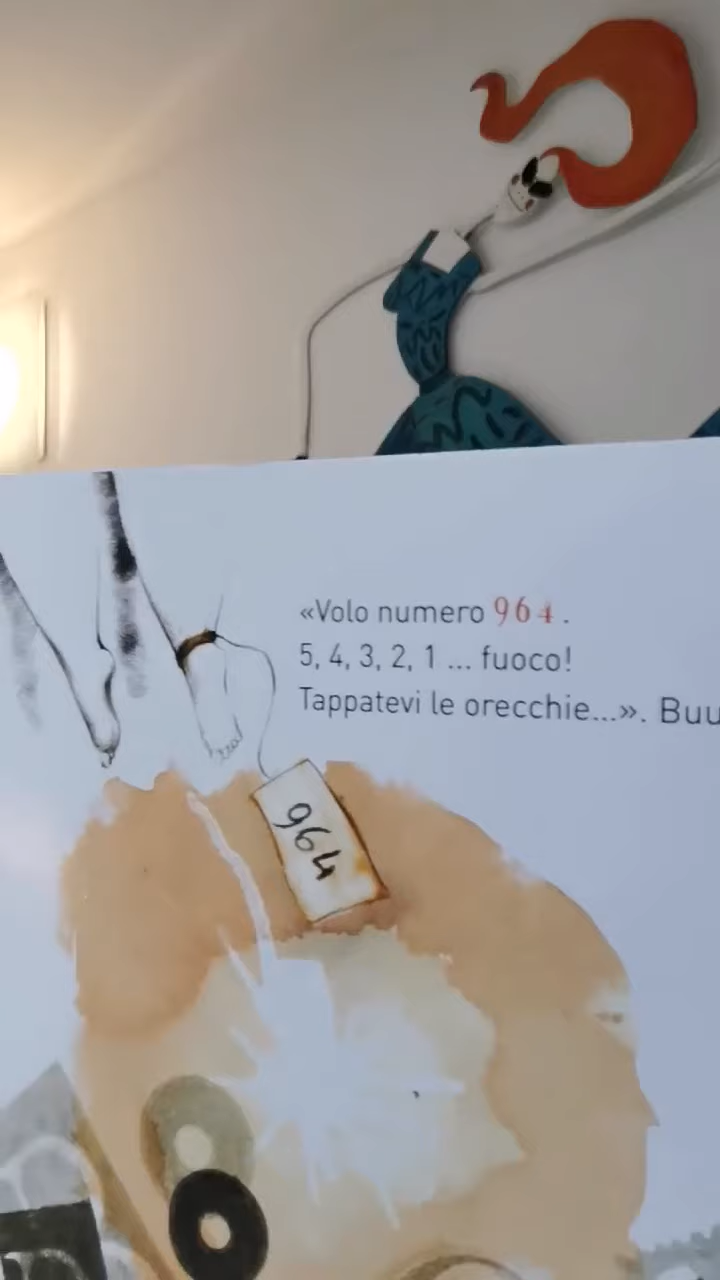 «Volo numero 964.
5, 4, 3, 2, 1 ... fuoco!
Tappatevi le orecchie...». Buu
964